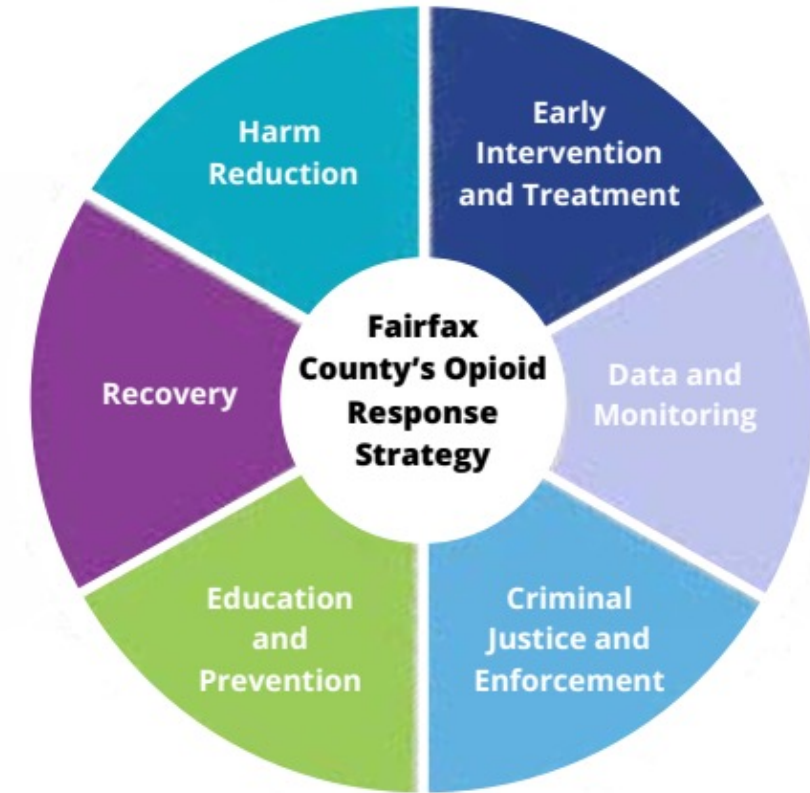 Harm
Reduction
Early
Intervention
and Treatment
Recovery
Fairfax
County’s Opioid
Response
Strategy
Data and
Monitoring
Education
and
Prevention
Criminal
Justice and
Enforcement